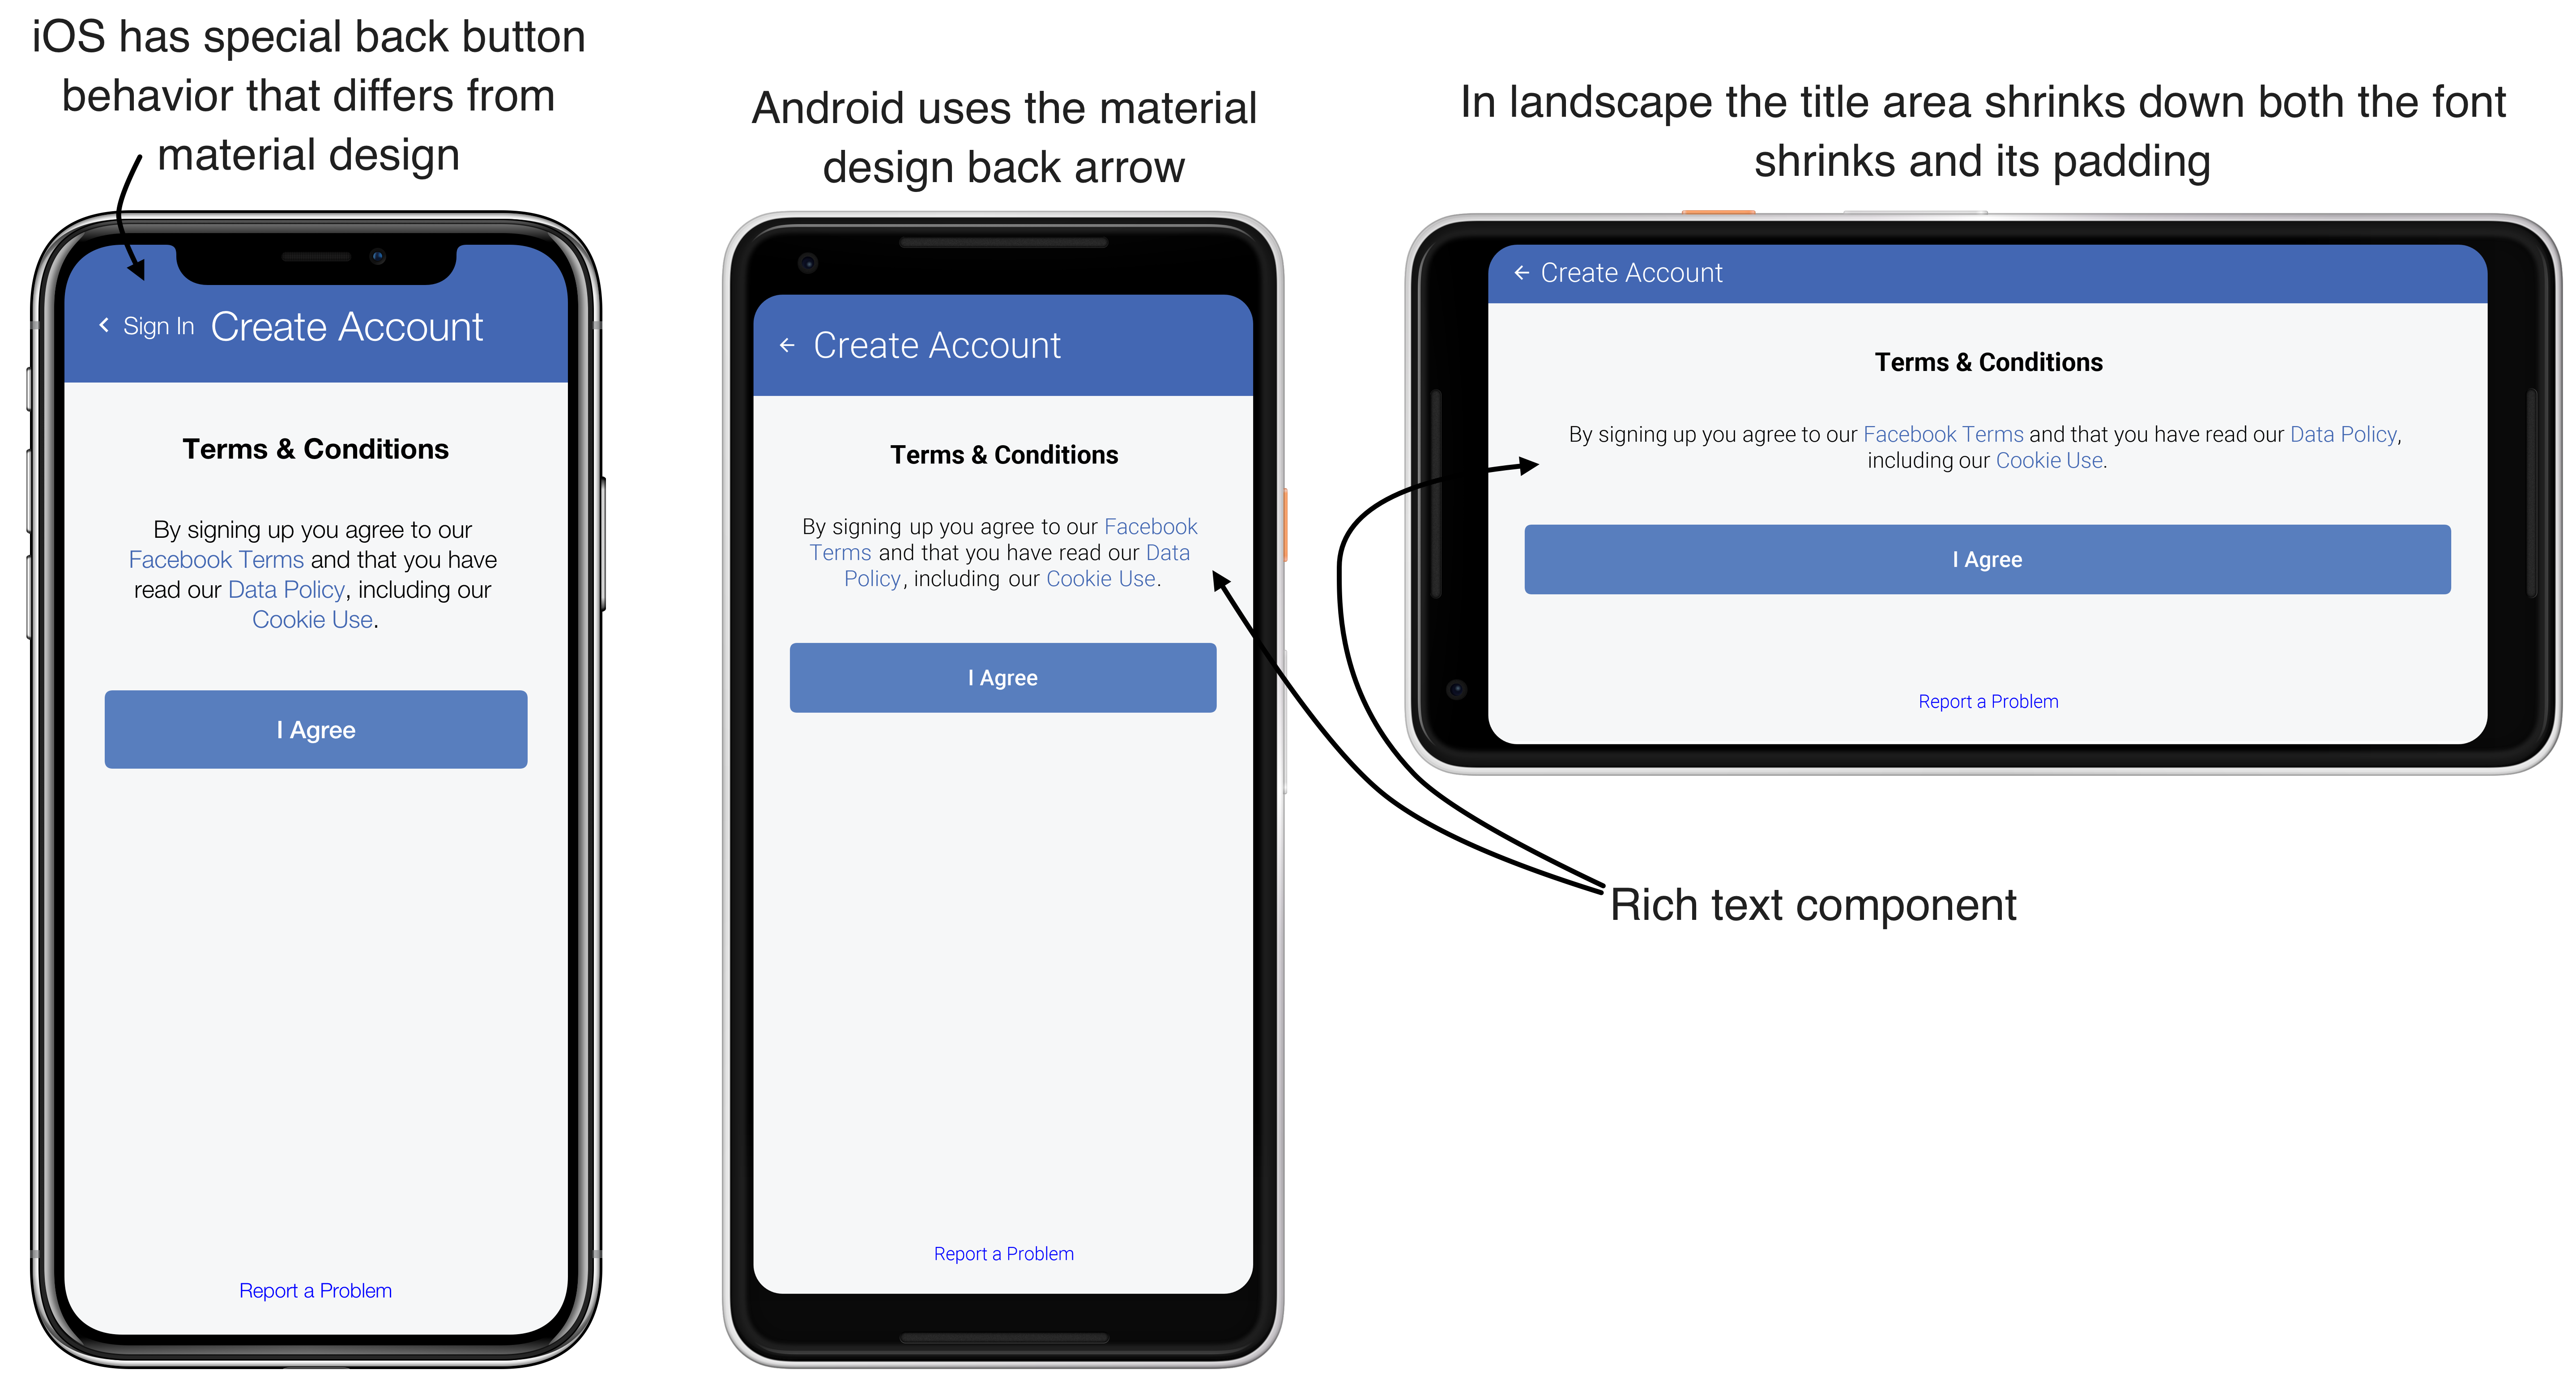 iOS has special back button
behavior that differs from
material design
Android uses the material
design back arrow
In landscape the title area shrinks down both the font
shrinks and its padding
Sign In Create Account
Terms & Conditions
By signing up you agree to our
Facebook Terms and that you have
read our Data Policy, including our
Cookie Use.
I Agree
Report a Problem
Create Account
Terms & Conditions
By signing up you agree to our Facebook
Terms and that you have read our Data
Policy, including our Cookie Use.
I Agree
Report a Problem
Create Account
Terms & Conditions
By signing up you agree to our Facebook Terms and that you have read our Data Policy,
including our Cookie Use.
I Agree
Report a Problem
Rich text component